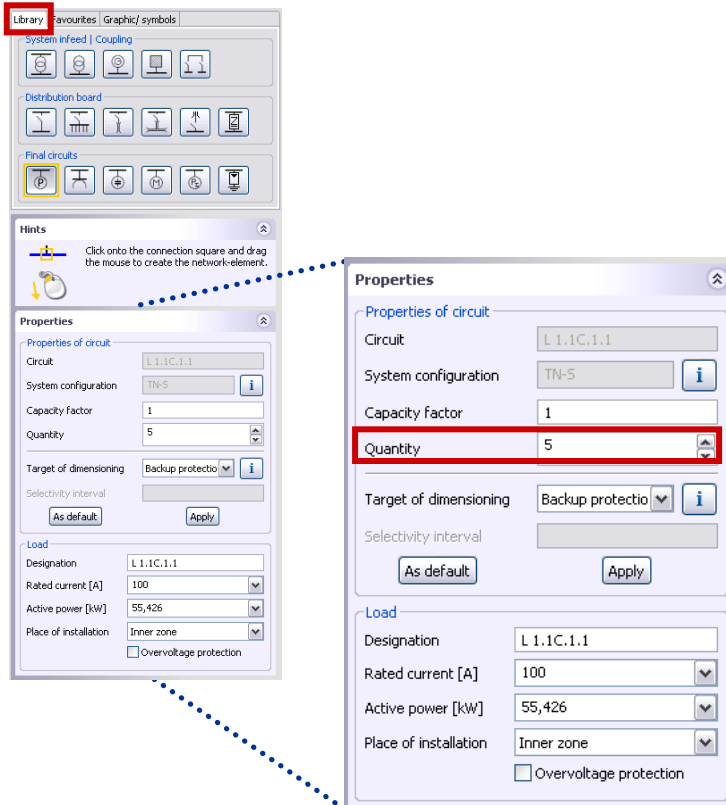 Library Favourites Graphic/ symbols
System infeed | Coupling
G
Distribution board
Final circuits
P M
Hints
Click onto the connection square and drag
the mouse to create the network-element.
Properties
Properties of circuit
Circuit L 1.1C.1.1
System configuration TN-S i
Capacity factor 1
Quantity 5
Target of dimensioning Backup protectio i
Selectivity interval
As default Apply
Load
Designation L 1.1C.1.1
Rated current [A] 100
Active power [kW] 55,426
Place of installation Inner zone
Overvoltage protection
Properties
Properties of circuit
Circuit L 1.1C.1.1
System configuration TN-S i
Capacity factor 1
Quantity 5
Target of dimensioning Backup protectio i
Selectivity interval
As default Apply
Load
Designation L 1.1C.1.1
Rated current [A] 100
Active power [kW] 55,426
Place of installation Inner zone
Overvoltage protection